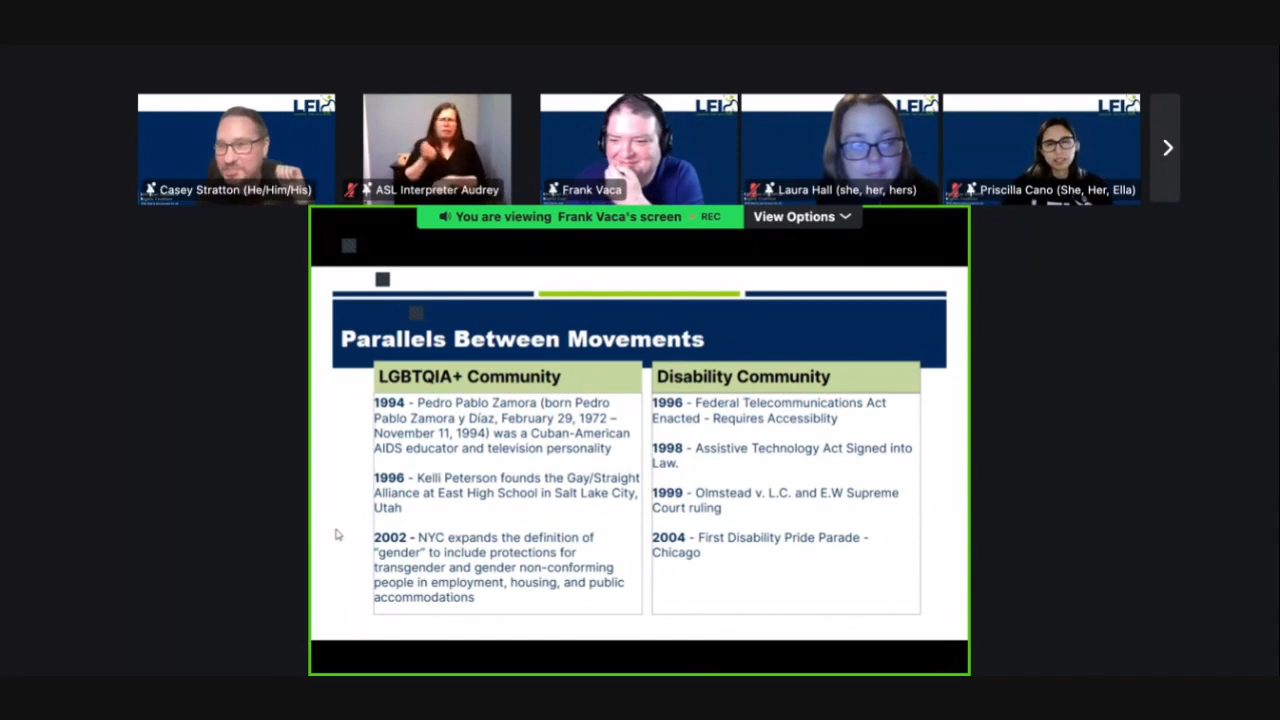 LEI
LEI
LEI
LEI
Casey Stratton (He/Him/His)
ASL Interpreter Audrey
Frank Vaca
Laura Hall (she, her, hers)
Priscilla Cano (She, Her, Ella)
You are viewing Frank Vaca's screen
REC
View Options
Parallels Between Movements
LGBTQIA+ Community
1994 - Pedro Pablo Zamora (born Pedro
Pablo Zamora y Díaz, February 29, 1972 –
November 11, 1994) was a Cuban-American
AIDS educator and television personality
1996 - Kelli Peterson founds the Gay/Straight
Alliance at East High School in Salt Lake City,
Utah
2002 - NYC expands the definition of
"gender" to include protections for
transgender and gender non-conforming
people in employment, housing, and public
accommodations
Disability Community
1996 - Federal Telecommunications Act
Enacted - Requires Accessiblity
1998 - Assistive Technology Act Signed into
Law.
1999 - Olmstead v. L.C. and E.W Supreme
Court ruling
2004 - First Disability Pride Parade -
Chicago